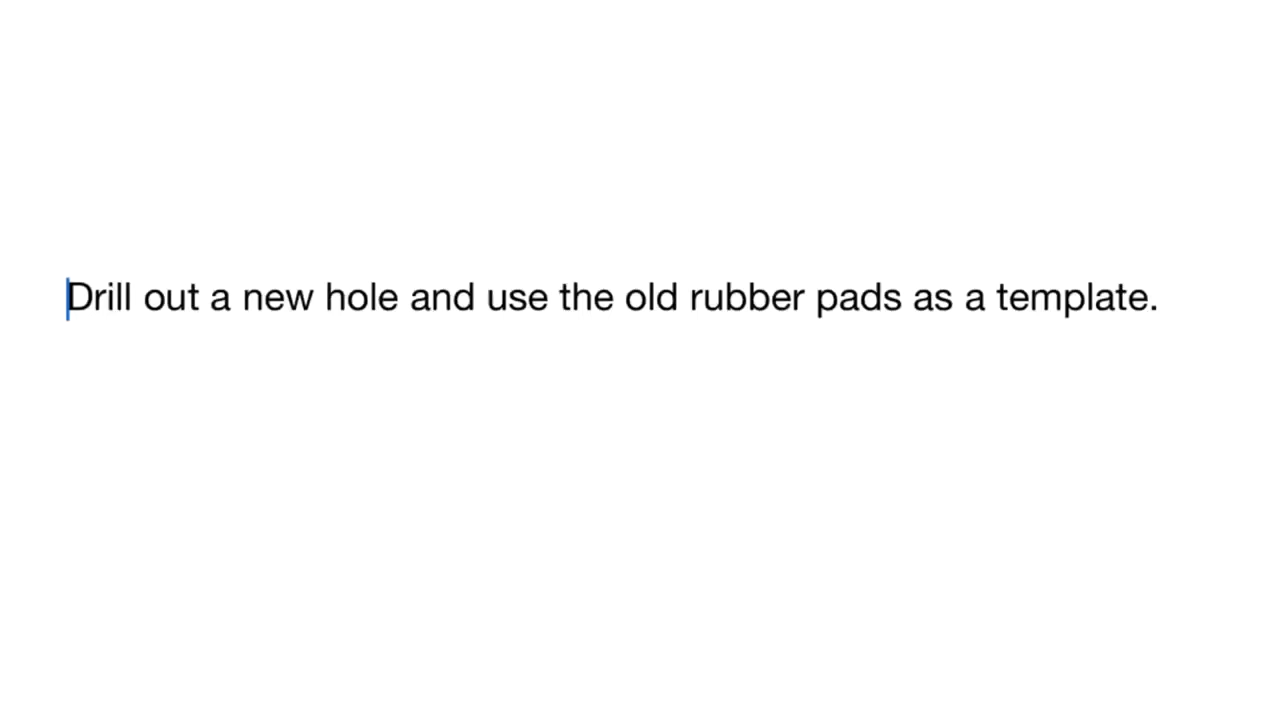 Drill out a new hole and use the old rubber pads as a template.